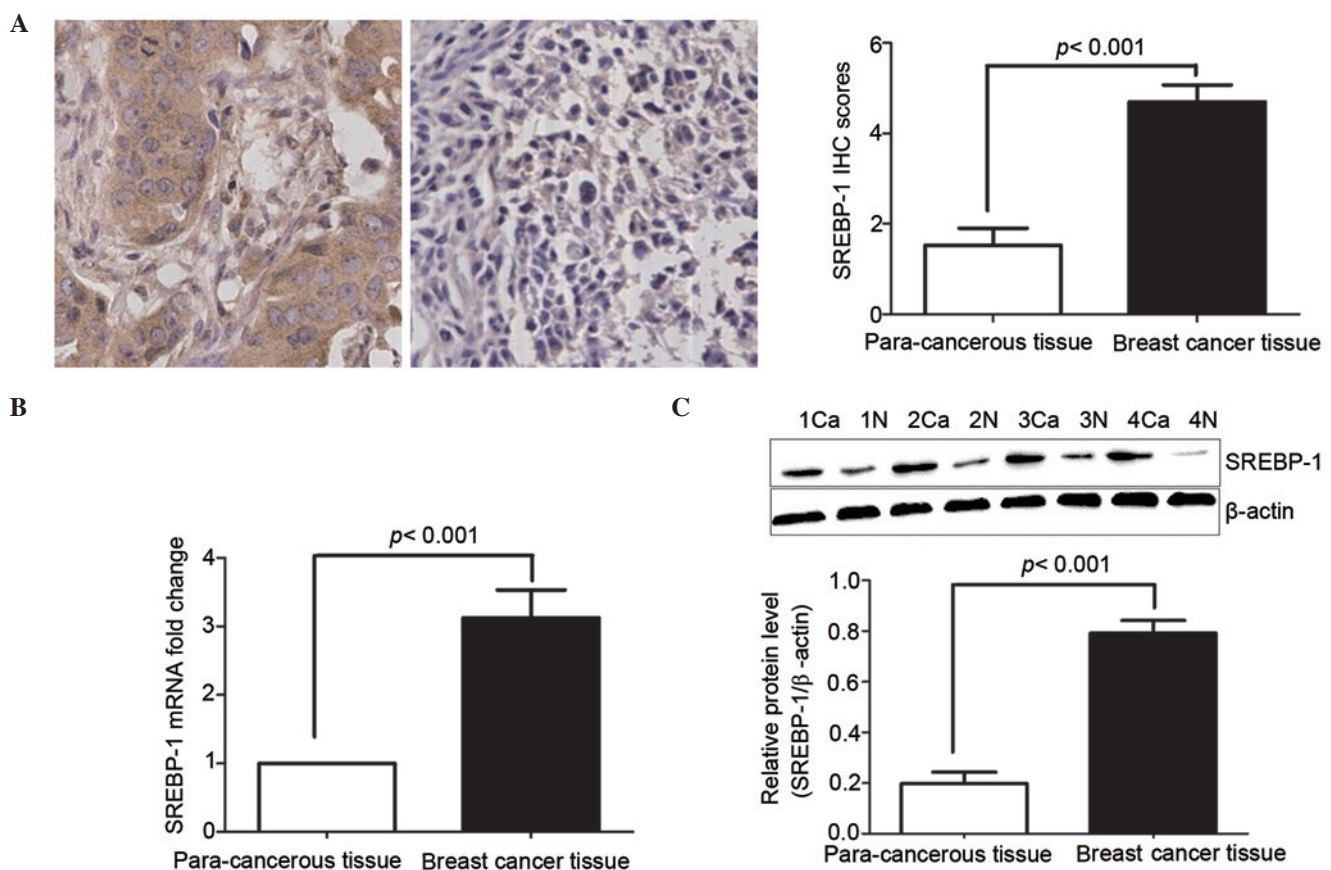 A
SREBP-1 IHC scores
6
4
2
0
p< 0.001
Para-cancerous tissue
Breast cancer tissue
B
SREBP-1 mRNA fold change
4
3
2
1
0
p< 0.001
Para-cancerous tissue
Breast cancer tissue
C
1Ca 1N 2Ca 2N 3Ca 3N 4Ca 4N
SREBP-1
β-actin
Relative protein level
(SREBP-1/β -actin)
1.0
0.8
0.6
0.4
0.2
0.0
p< 0.001
Para-cancerous tissue
Breast cancer tissue